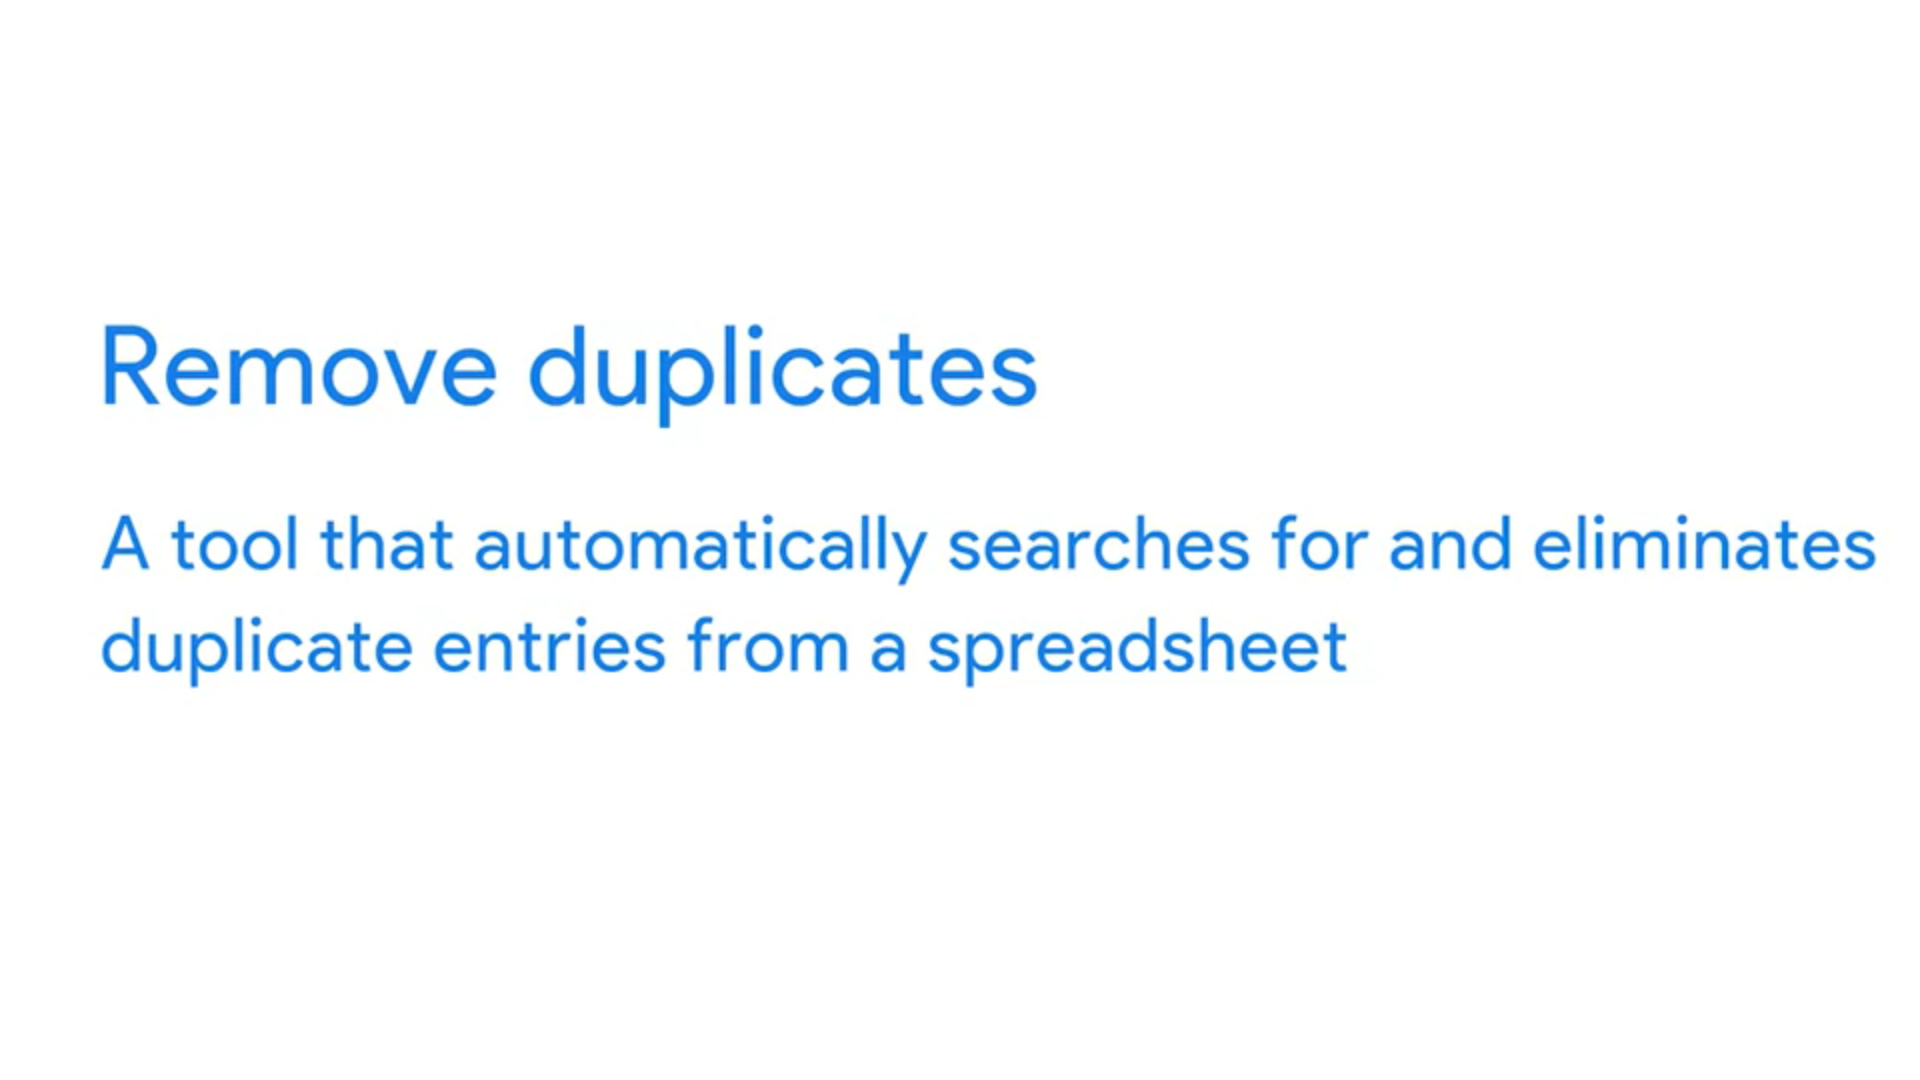 Remove duplicates
A tool that automatically searches for and eliminates
duplicate entries from a spreadsheet